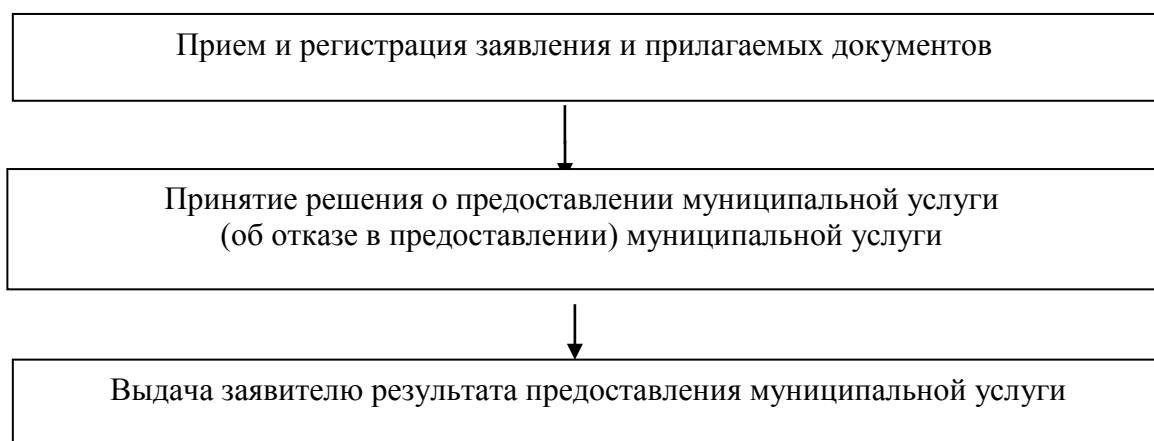 Прием и регистрация заявления и прилагаемых документов
Принятие решения о предоставлении муниципальной услуги
(об отказе в предоставлении) муниципальной услуги
Выдача заявителю результата предоставления муниципальной услуги